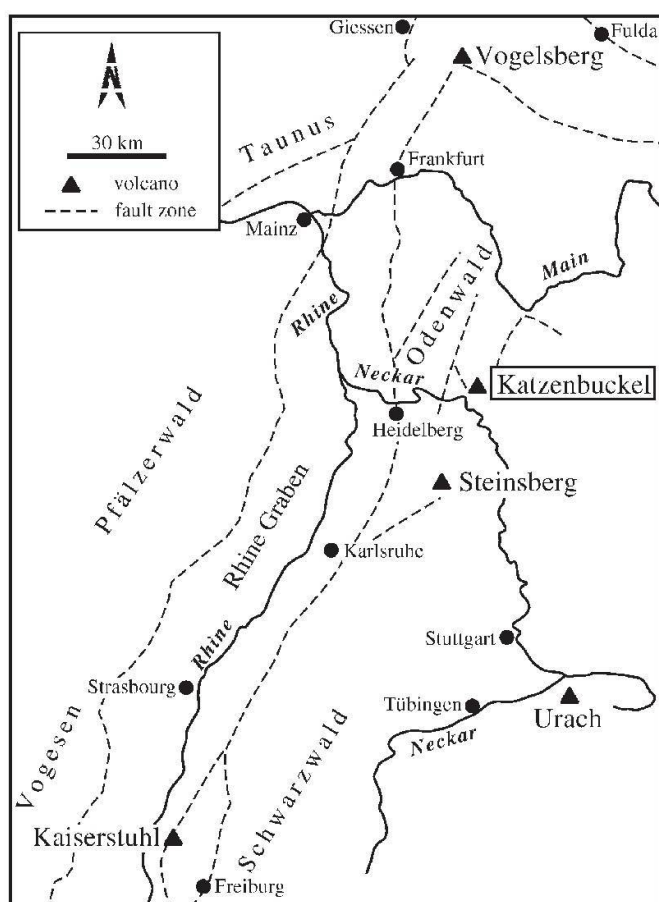 Giessen
Fulda
Vogelsberg
N
30 km
volcano
fault zone
Taunus
Frankfurt
Mainz
Main
Rhine
Odenwald
Neckar
Katzenbuckel
Heidelberg
Pfälzerwald
Steinsberg
Rhine Graben
Karlsruhe
Rhine
Stuttgart
Strasbourg
Tübingen
Urach
Neckar
Vogesen
Schwarzwald
Kaiserstuhl
Freiburg